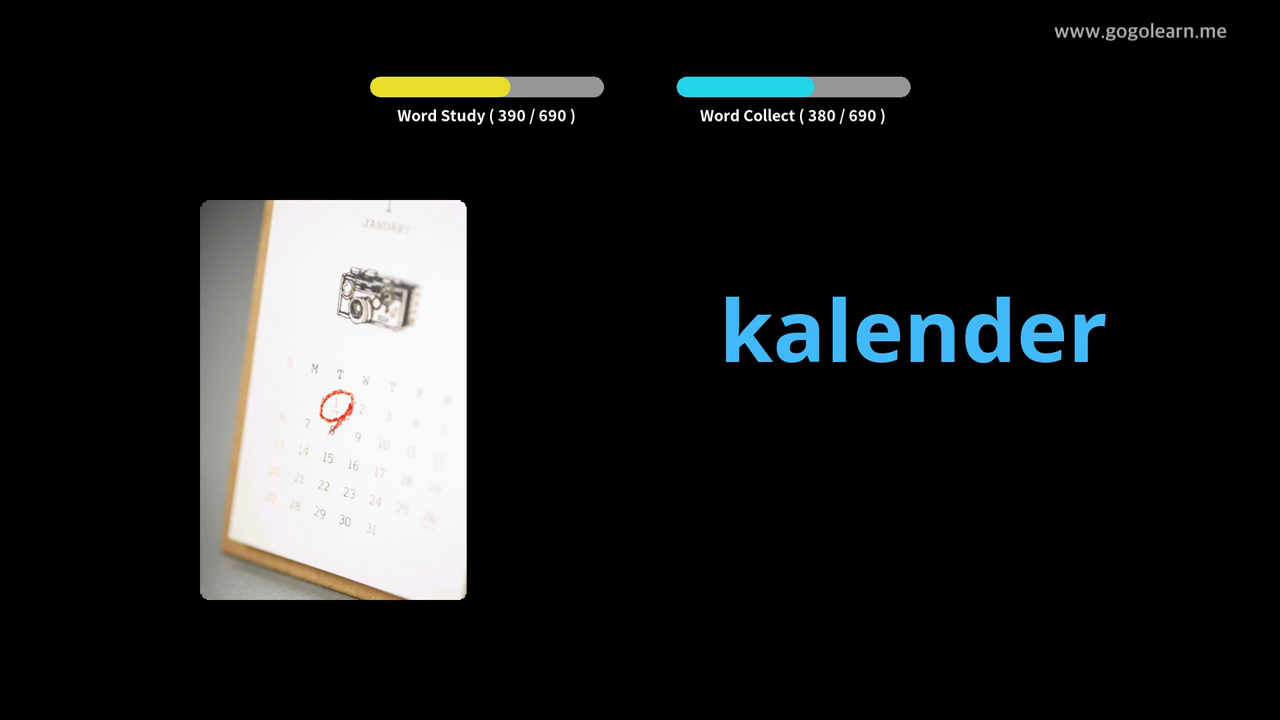 www.gogolearn.me
Word Study ( 390 / 690 )
Word Collect ( 380 / 690 )
kalender
JANUARY
S M T W T F S
1 2 3 4 5
6 7 8 9 10 11 12
13 14 15 16 17 18 19
20 21 22 23 24 25 26
27 28 29 30 31